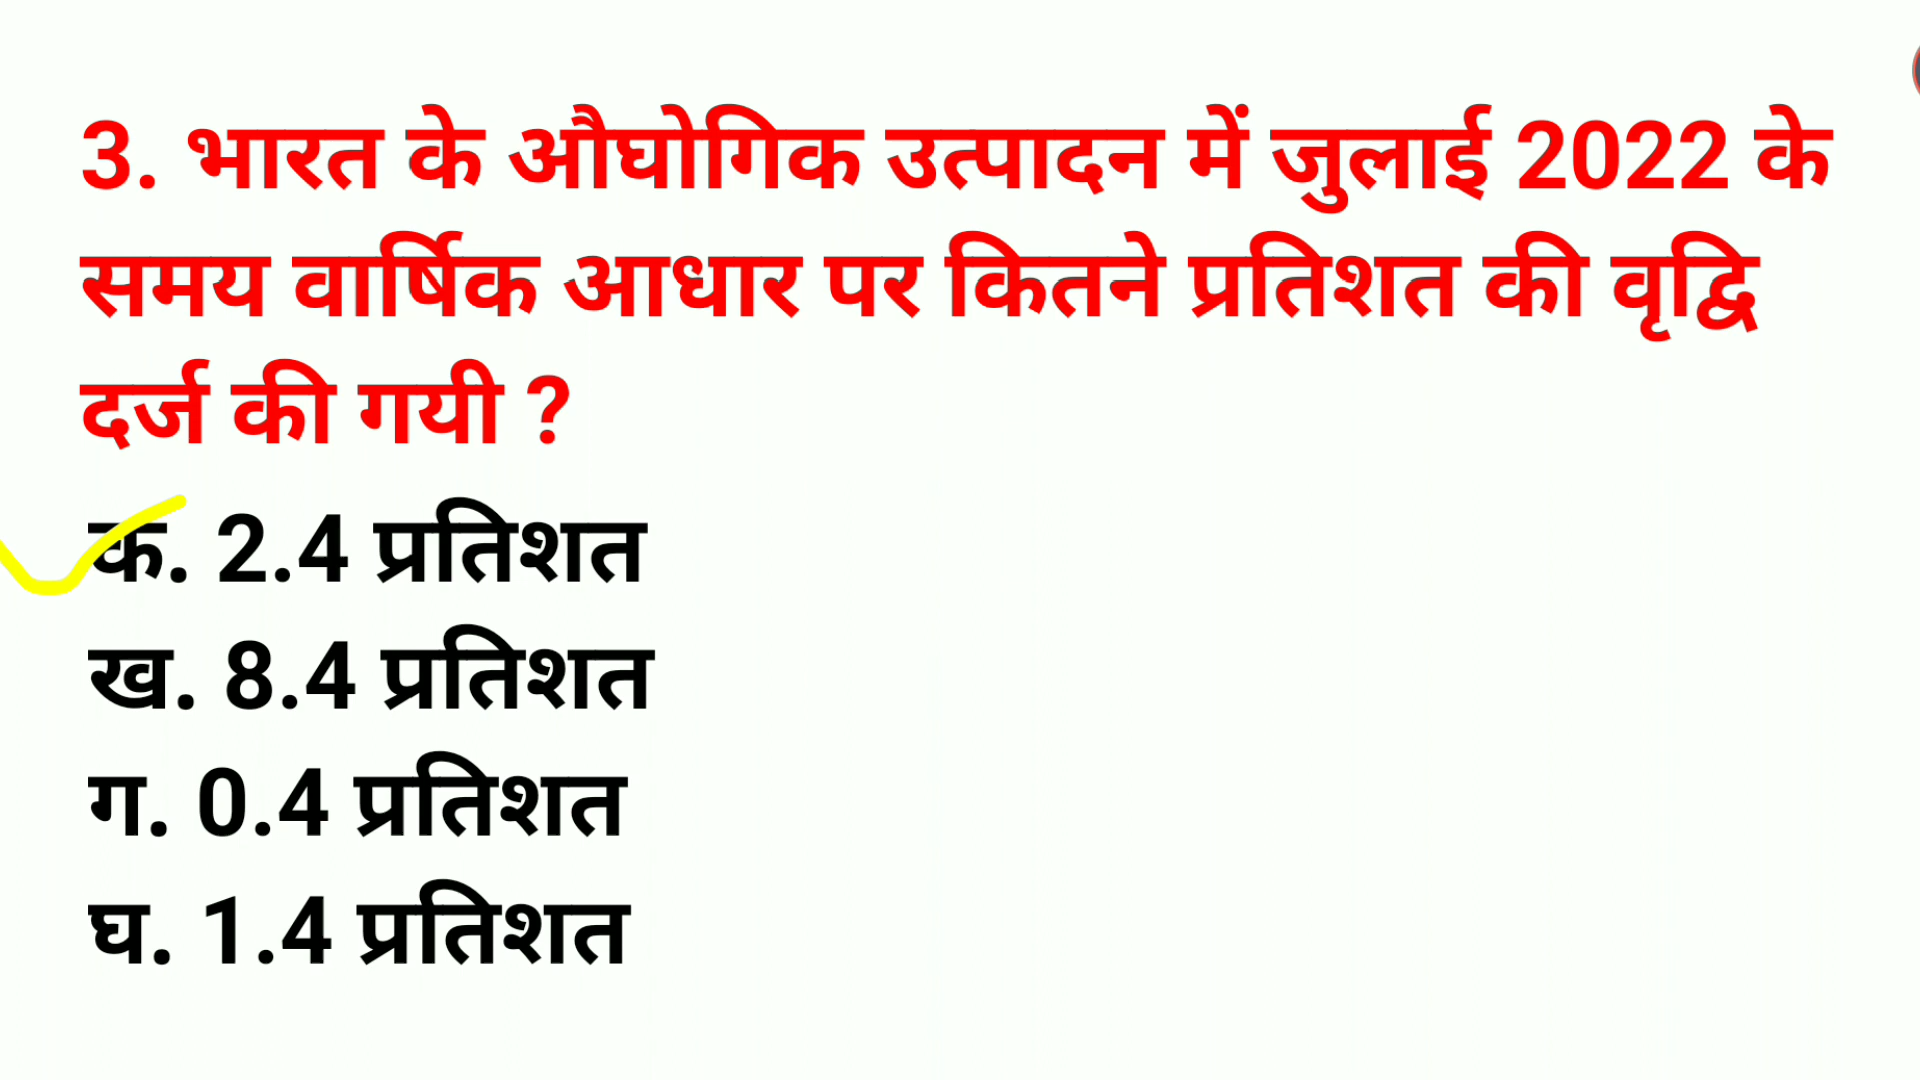 3. भारत के औघोगिक उत्पादन में जुलाई 2022 के
समय वार्षिक आधार पर कितने प्रतिशत की वृद्वि
दर्ज की गयी ?
क. 2.4 प्रतिशत
ख. 8.4 प्रतिशत
ग. 0.4 प्रतिशत
घ. 1.4 प्रतिशत